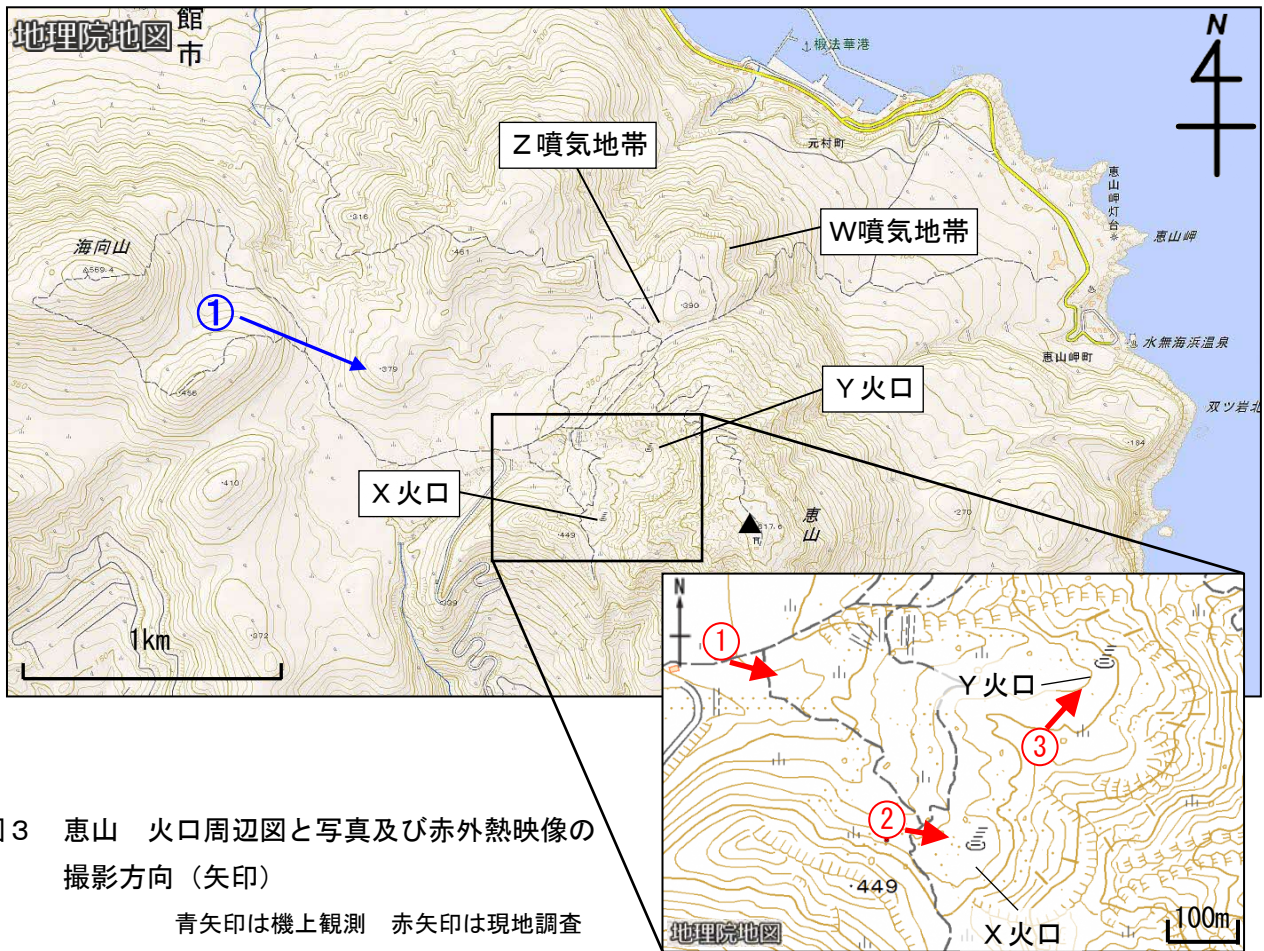 地理院地図
館
市
N
椴法華港
元村町
Z噴気地帯
恵山岬灯台
W噴気地帯
恵山岬
・316
海向山
・461
569.4
①
・390
・379
水無海浜温泉
恵山岬町
350
Y火口
双ツ岩北
・456
・184
X火口
・410
・270
恵山
617.6
・449
339
・372
1km
N
①
Y火口
③
②
・449
X火口
100m
地理院地図
図3 恵山 火口周辺図と写真及び赤外熱映像の
撮影方向（矢印）
青矢印は機上観測 赤矢印は現地調査